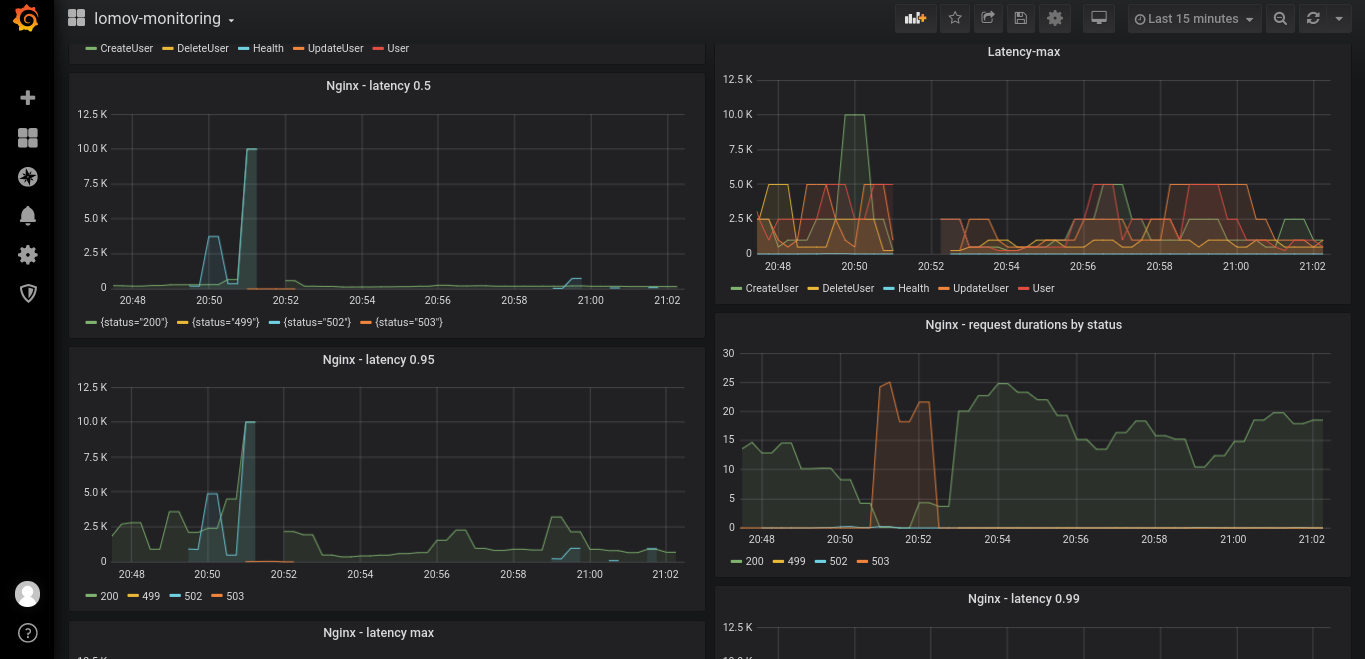 lomov-monitoring
Last 15 minutes
CreateUser DeleteUser Health UpdateUser User
Nginx - latency 0.5
12.5 K
10.0 K
7.5 K
5.0 K
2.5 K
0
20:48 20:50 20:52 20:54 20:56 20:58 21:00 21:02
{status="200"} {status="499"} {status="502"} {status="503"}
Nginx - latency 0.95
12.5 K
10.0 K
7.5 K
5.0 K
2.5 K
0
20:48 20:50 20:52 20:54 20:56 20:58 21:00 21:02
200 499 502 503
Nginx - latency max
Latency-max
12.5 K
10.0 K
7.5 K
5.0 K
2.5 K
0
20:48 20:50 20:52 20:54 20:56 20:58 21:00 21:02
CreateUser DeleteUser Health UpdateUser User
Nginx - request durations by status
30
25
20
15
10
5
0
20:48 20:50 20:52 20:54 20:56 20:58 21:00 21:02
200 499 502 503
Nginx - latency 0.99
12.5 K